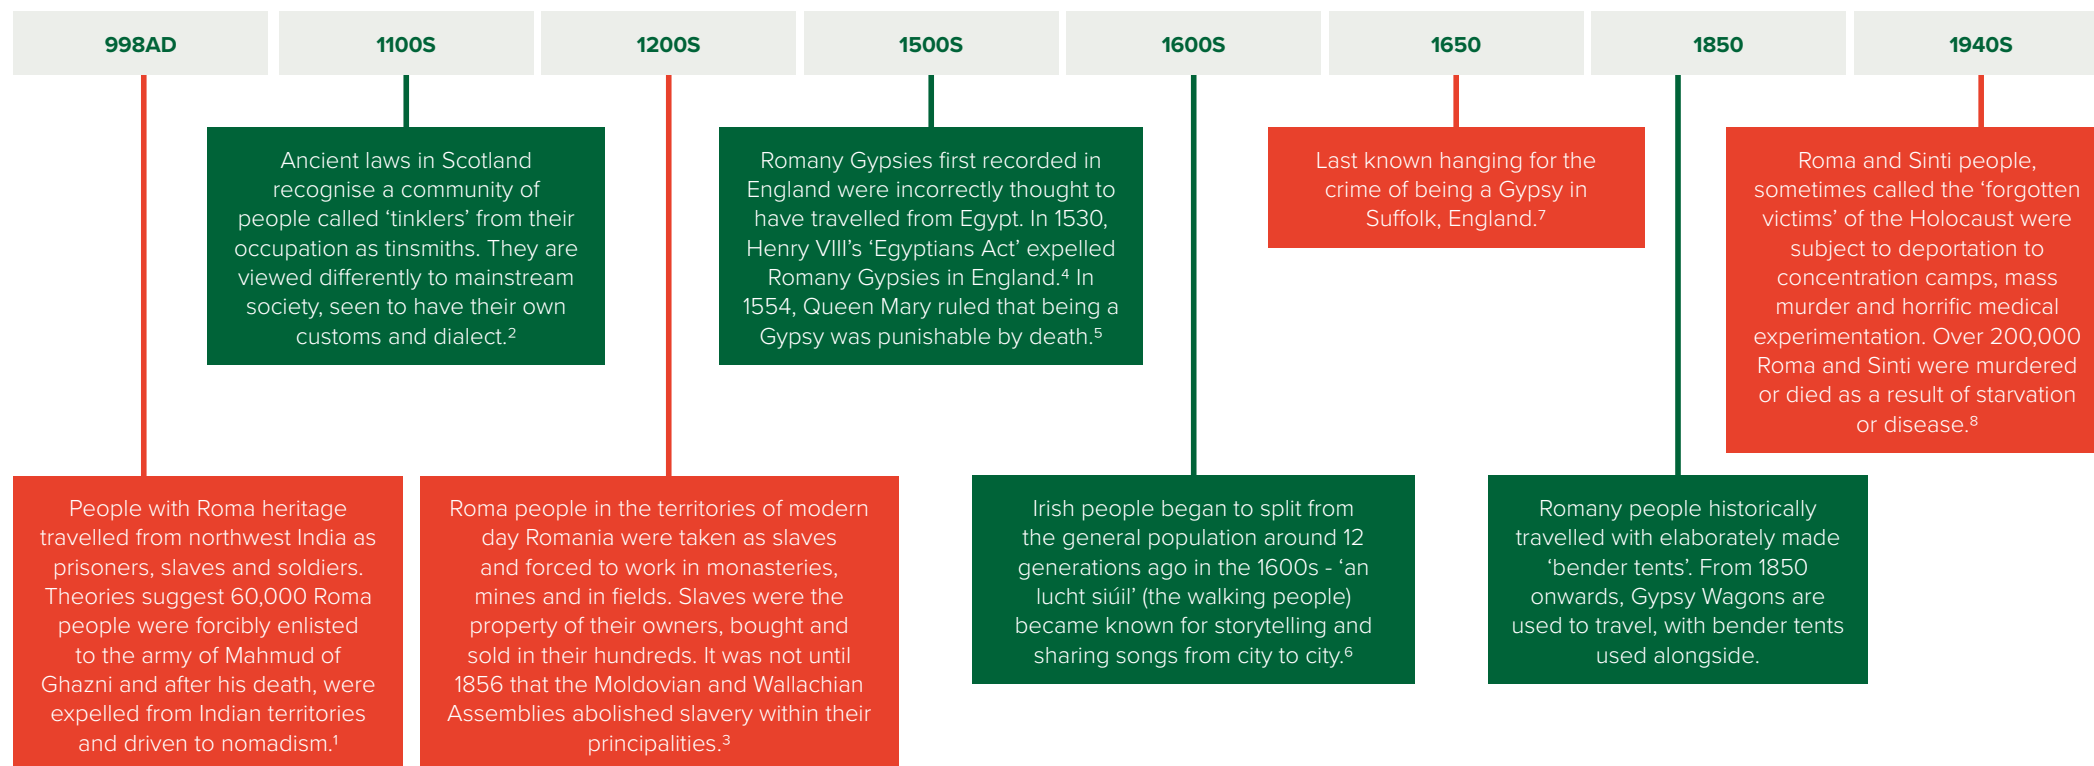 998AD
1100S
1200S
1500S
1600S
1650
1850
1940S
Ancient laws in Scotland
recognise a community of
people called ‘tinklers’ from their
occupation as tinsmiths. They are
viewed differently to mainstream
society, seen to have their own
customs and dialect.²
Romany Gypsies first recorded in
England were incorrectly thought to
have travelled from Egypt. In 1530,
Henry VIII’s ‘Egyptians Act’ expelled
Romany Gypsies in England.⁴ In
1554, Queen Mary ruled that being a
Gypsy was punishable by death.⁵
Last known hanging for the
crime of being a Gypsy in
Suffolk, England.⁷
Roma and Sinti people,
sometimes called the ‘forgotten
victims’ of the Holocaust were
subject to deportation to
concentration camps, mass
murder and horrific medical
experimentation. Over 200,000
Roma and Sinti were murdered
or died as a result of starvation
or disease.⁸
People with Roma heritage
travelled from northwest India as
prisoners, slaves and soldiers.
Theories suggest 60,000 Roma
people were forcibly enlisted
to the army of Mahmud of
Ghazni and after his death, were
expelled from Indian territories
and driven to nomadism.¹
Roma people in the territories of modern
day Romania were taken as slaves
and forced to work in monasteries,
mines and in fields. Slaves were the
property of their owners, bought and
sold in their hundreds. It was not until
1856 that the Moldovian and Wallachian
Assemblies abolished slavery within their
principalities.³
Irish people began to split from
the general population around 12
generations ago in the 1600s - ‘an
lucht siúil’ (the walking people)
became known for storytelling and
sharing songs from city to city.⁶
Romany people historically
travelled with elaborately made
‘bender tents’. From 1850
onwards, Gypsy Wagons are
used to travel, with bender tents
used alongside.